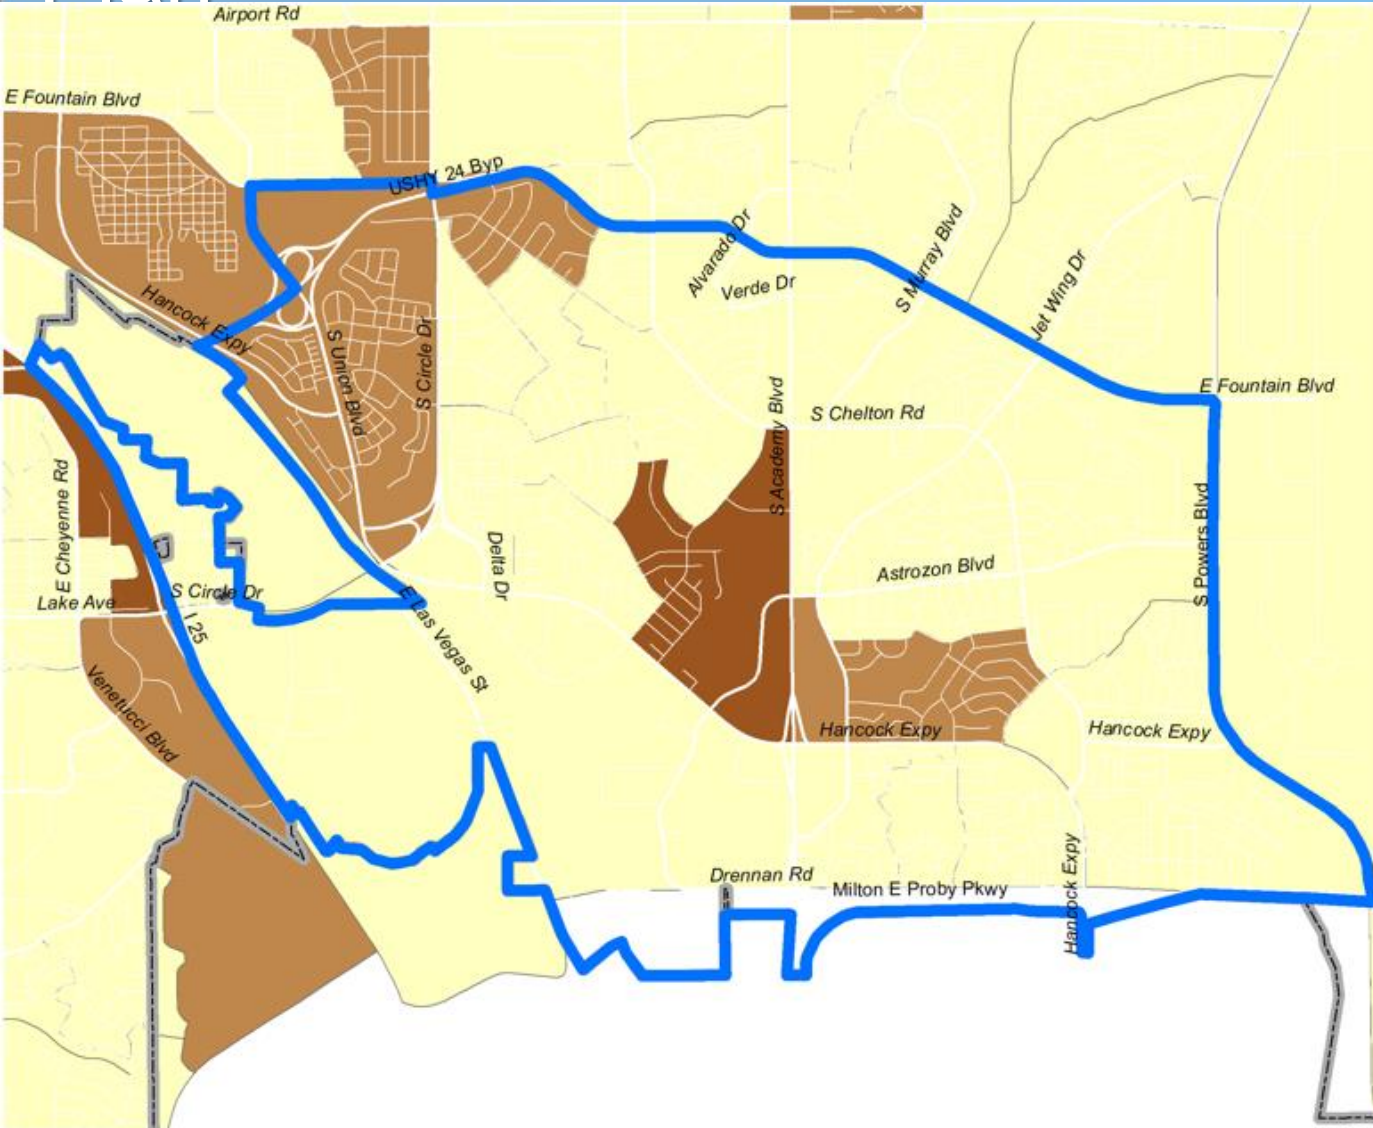 Airport Rd
E Fountain Blvd
USHY 24 Byp
Alvarado Dr
S Murray Blvd
Verde Dr
Jet Wing Dr
Hancock Expy
S Union Blvd
S Circle Dr
E Fountain Blvd
S Chelton Rd
S Academy Blvd
E Cheyenne Rd
S Powers Blvd
Delta Dr
Astrozon Blvd
S Circle Dr
Lake Ave
I 25
E Las Vegas St
Venetucci Blvd
Hancock Expy
Hancock Expy
Drennan Rd
Milton E Proby Pkwy
Hancock Expy